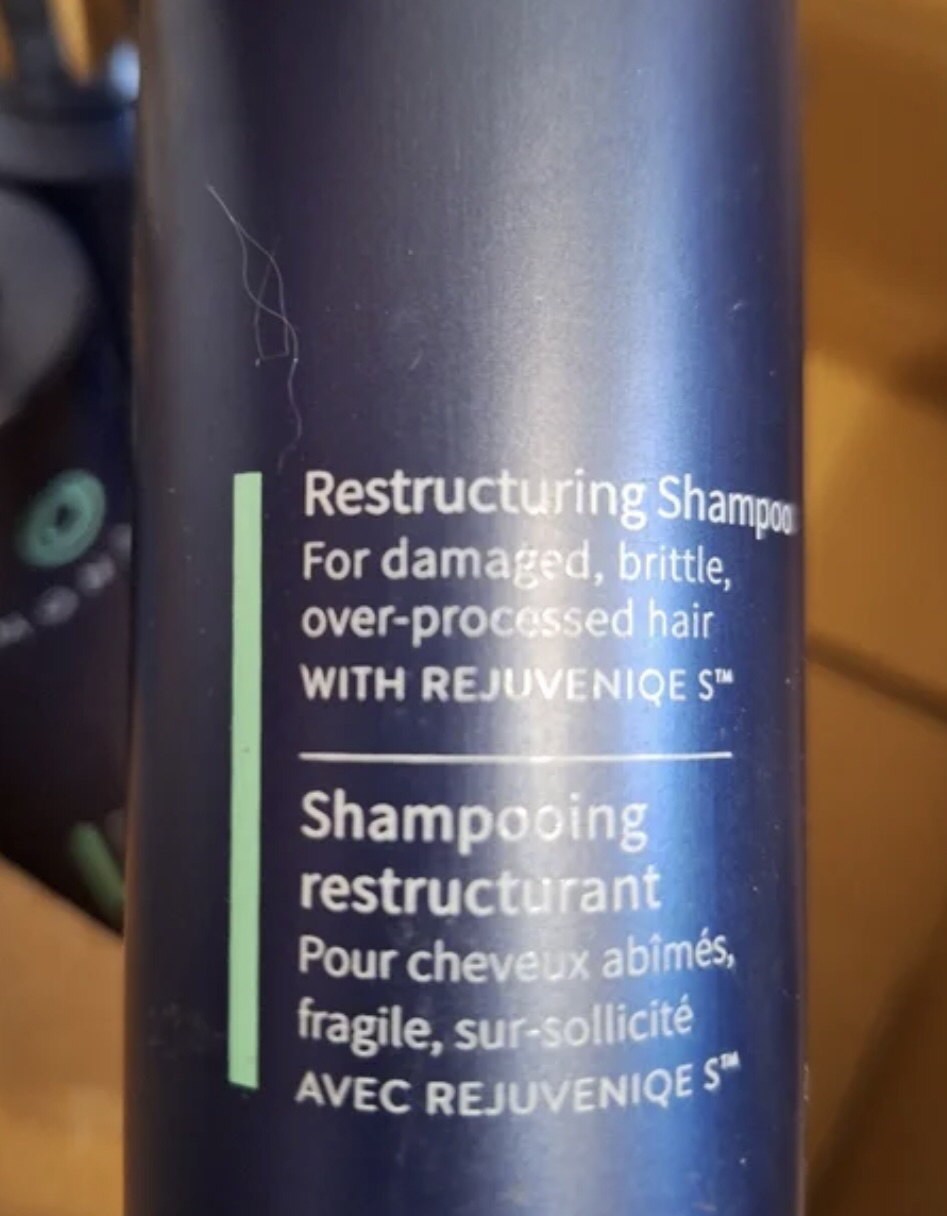 Restructuring Shampoo
For damaged, brittle,
over-processed hair
WITH REJUVENIQE S™
Shampooing
restructurant
Pour cheveux abîmés,
fragile, sur-sollicité
AVEC REJUVENIQE S™